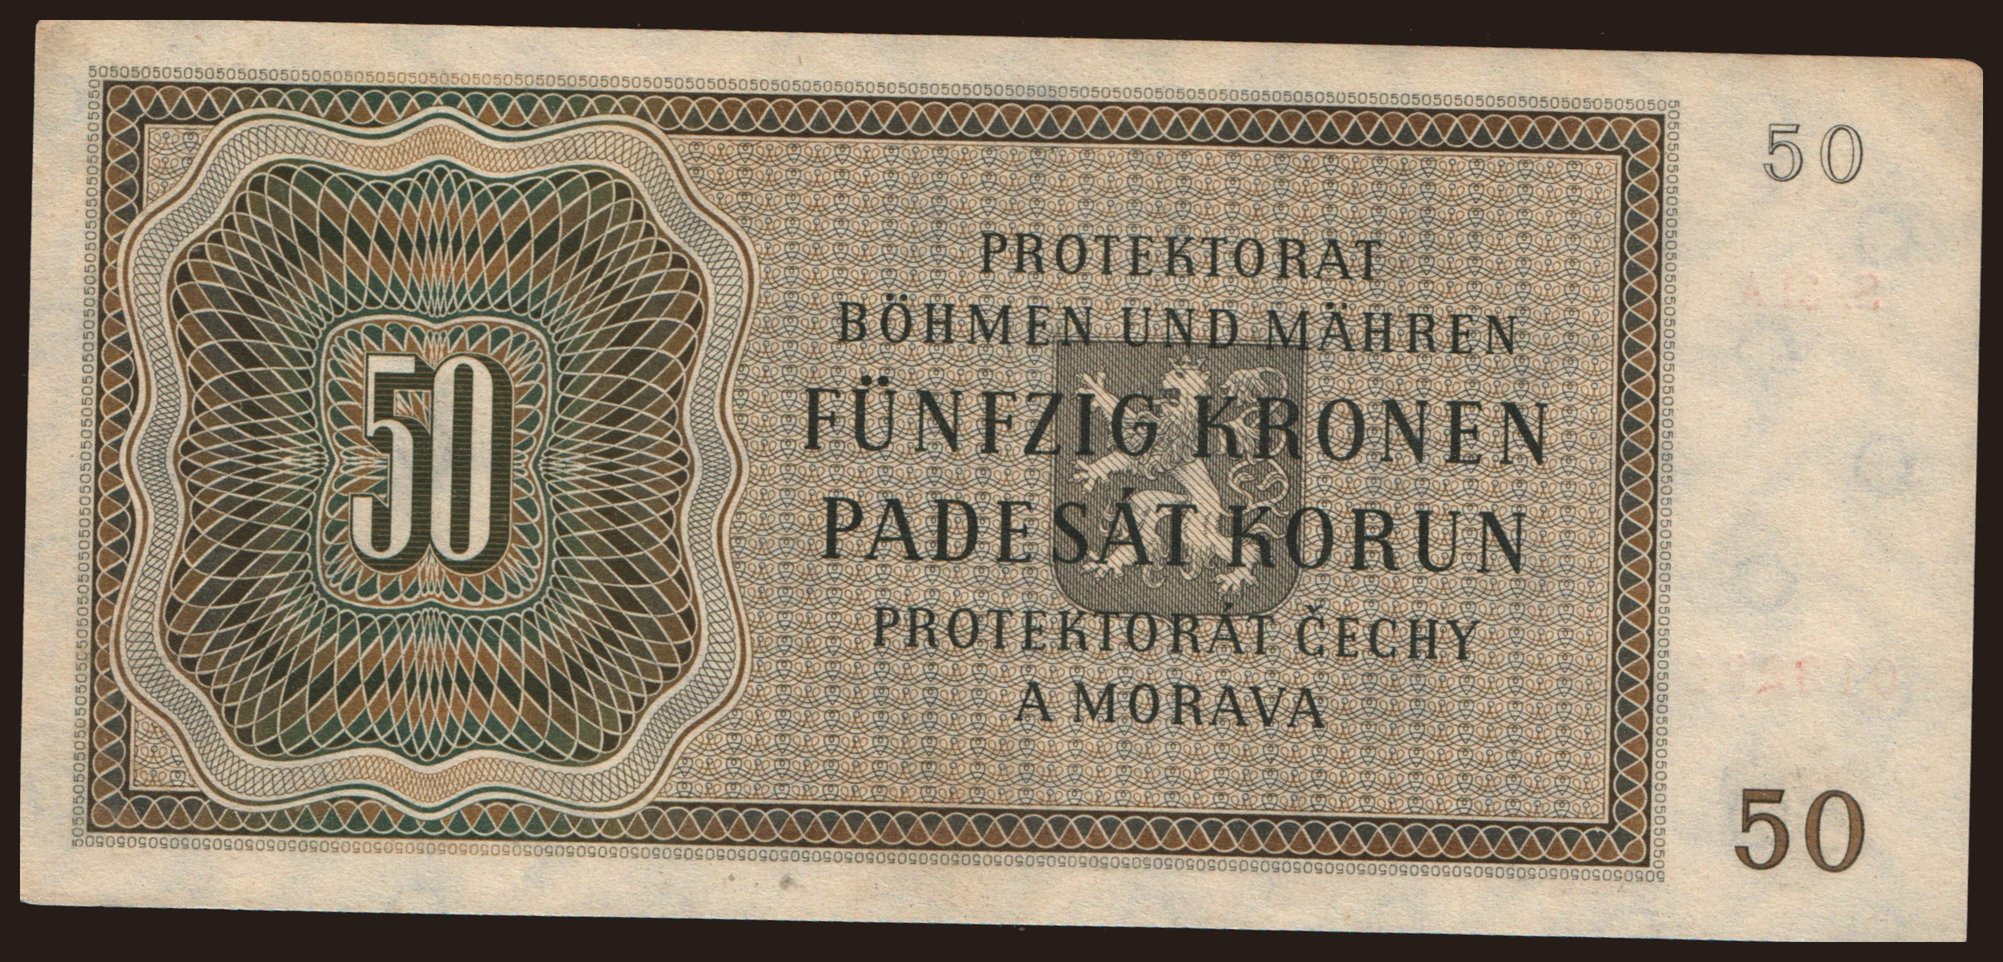 50
PROTEKTORAT
BÖHMEN UND MÄHREN
FÜNFZIG KRONEN
PADESÁT KORUN
PROTEKTORÁT ČECHY
A MORAVA
50
50